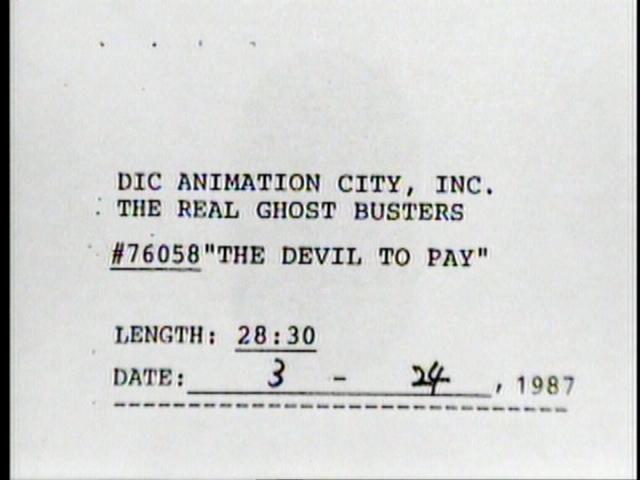 DIC ANIMATION CITY, INC.
THE REAL GHOST BUSTERS
#76058 "THE DEVIL TO PAY"
LENGTH: 28:30
DATE: 3 - 24, 1987